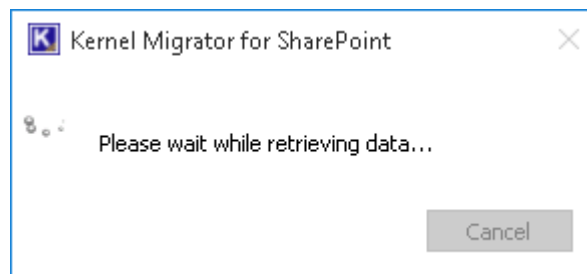 K Kernel Migrator for SharePoint
Please wait while retrieving data...
Cancel